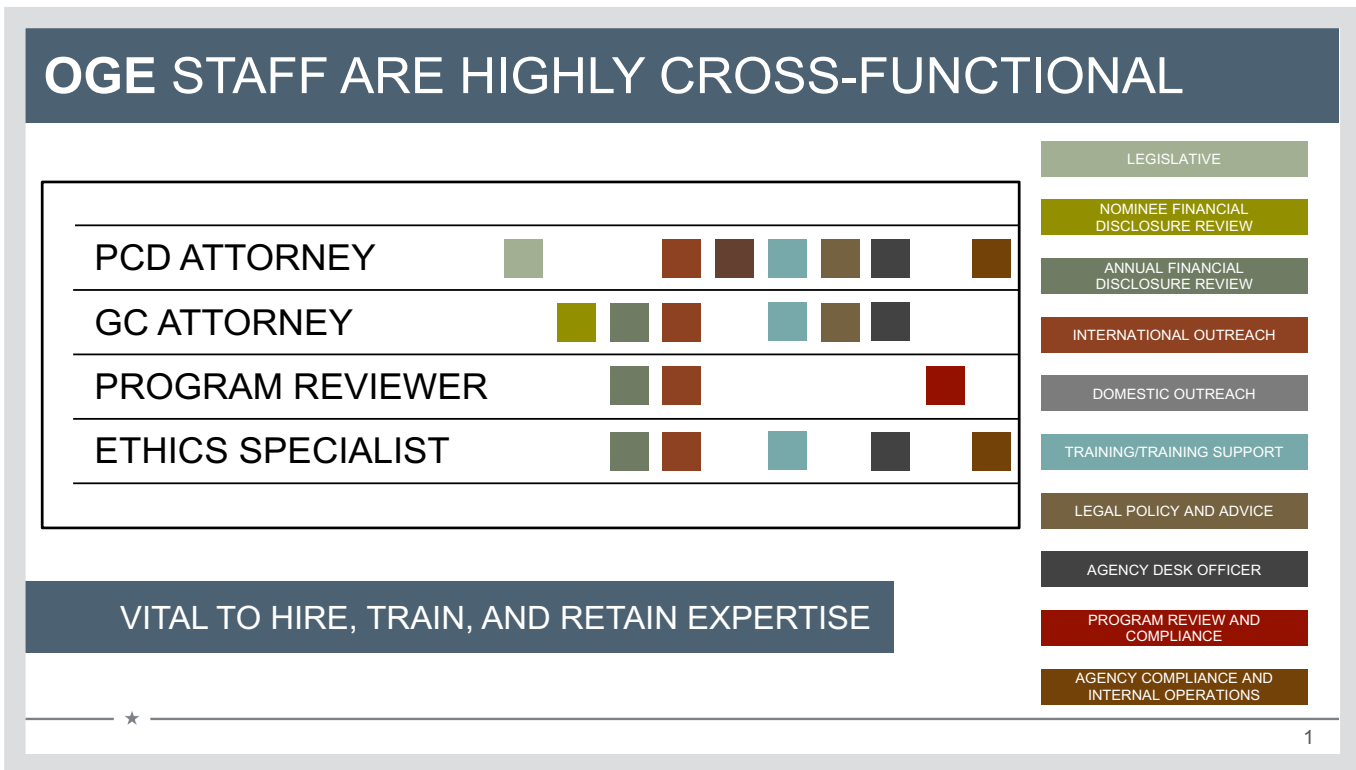 OGE STAFF ARE HIGHLY CROSS-FUNCTIONAL
PCD ATTORNEY
GC ATTORNEY
PROGRAM REVIEWER
ETHICS SPECIALIST
VITAL TO HIRE, TRAIN, AND RETAIN EXPERTISE
LEGISLATIVE
NOMINEE FINANCIAL
DISCLOSURE REVIEW
ANNUAL FINANCIAL
DISCLOSURE REVIEW
INTERNATIONAL OUTREACH
DOMESTIC OUTREACH
TRAINING/TRAINING SUPPORT
LEGAL POLICY AND ADVICE
AGENCY DESK OFFICER
PROGRAM REVIEW AND
COMPLIANCE
AGENCY COMPLIANCE AND
INTERNAL OPERATIONS
1